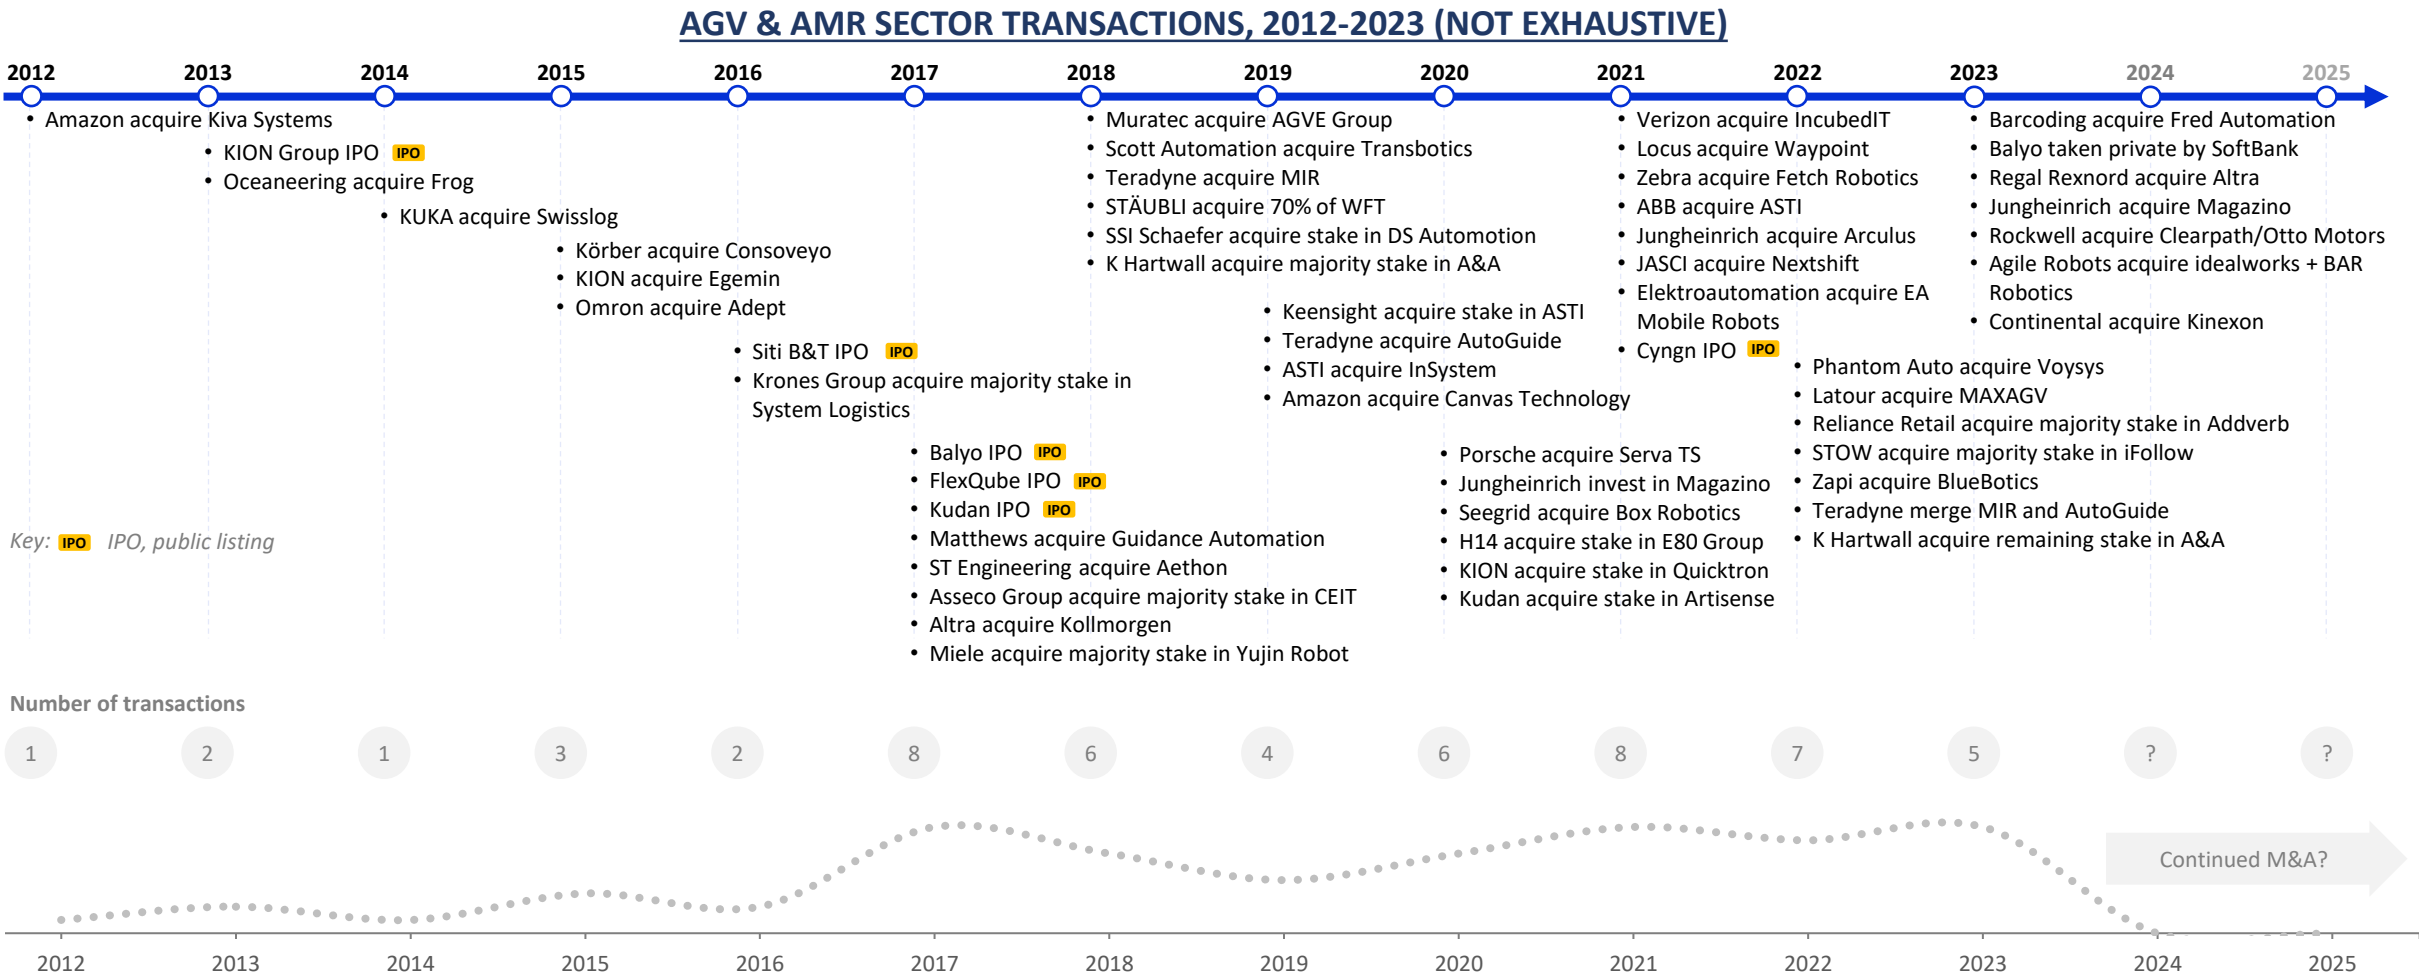 AGV & AMR SECTOR TRANSACTIONS, 2012-2023 (NOT EXHAUSTIVE)
2012 2013 2014 2015 2016 2017 2018 2019 2020 2021 2022 2023 2024 2025
• Amazon acquire Kiva Systems
• KION Group IPO IPO
• Oceaneering acquire Frog
• KUKA acquire Swisslog
• Körber acquire Consoveyo
• KION acquire Egemin
• Omron acquire Adept
• Siti B&T IPO IPO
• Krones Group acquire majority stake in
System Logistics
• Balyo IPO IPO
• FlexQube IPO IPO
• Kudan IPO IPO
• Matthews acquire Guidance Automation
• ST Engineering acquire Aethon
• Asseco Group acquire majority stake in CEIT
• Altra acquire Kollmorgen
• Miele acquire majority stake in Yujin Robot
• Muratec acquire AGVE Group
• Scott Automation acquire Transbotics
• Teradyne acquire MIR
• STÄUBLI acquire 70% of WFT
• SSI Schaefer acquire stake in DS Automotion
• K Hartwall acquire majority stake in A&A
• Keensight acquire stake in ASTI
• Teradyne acquire AutoGuide
• ASTI acquire InSystem
• Amazon acquire Canvas Technology
• Porsche acquire Serva TS
• Jungheinrich invest in Magazino
• Seegrid acquire Box Robotics
• H14 acquire stake in E80 Group
• KION acquire stake in Quicktron
• Kudan acquire stake in Artisense
• Verizon acquire IncubedIT
• Locus acquire Waypoint
• Zebra acquire Fetch Robotics
• ABB acquire ASTI
• Jungheinrich acquire Arculus
• JASCI acquire Nextshift
• Elektroautomation acquire EA
Mobile Robots
• Cyngn IPO IPO
• Phantom Auto acquire Voysys
• Latour acquire MAXAGV
• Reliance Retail acquire majority stake in Addverb
• STOW acquire majority stake in iFollow
• Zapi acquire BlueBotics
• Teradyne merge MIR and AutoGuide
• K Hartwall acquire remaining stake in A&A
• Barcoding acquire Fred Automation
• Balyo taken private by SoftBank
• Regal Rexnord acquire Altra
• Jungheinrich acquire Magazino
• Rockwell acquire Clearpath/Otto Motors
• Agile Robots acquire idealworks + BAR
Robotics
• Continental acquire Kinexon
Key: IPO IPO, public listing
Number of transactions
1 2 1 3 2 8 6 4 6 8 7 5 ? ?
Continued M&A?
2012 2013 2014 2015 2016 2017 2018 2019 2020 2021 2022 2023 2024 2025